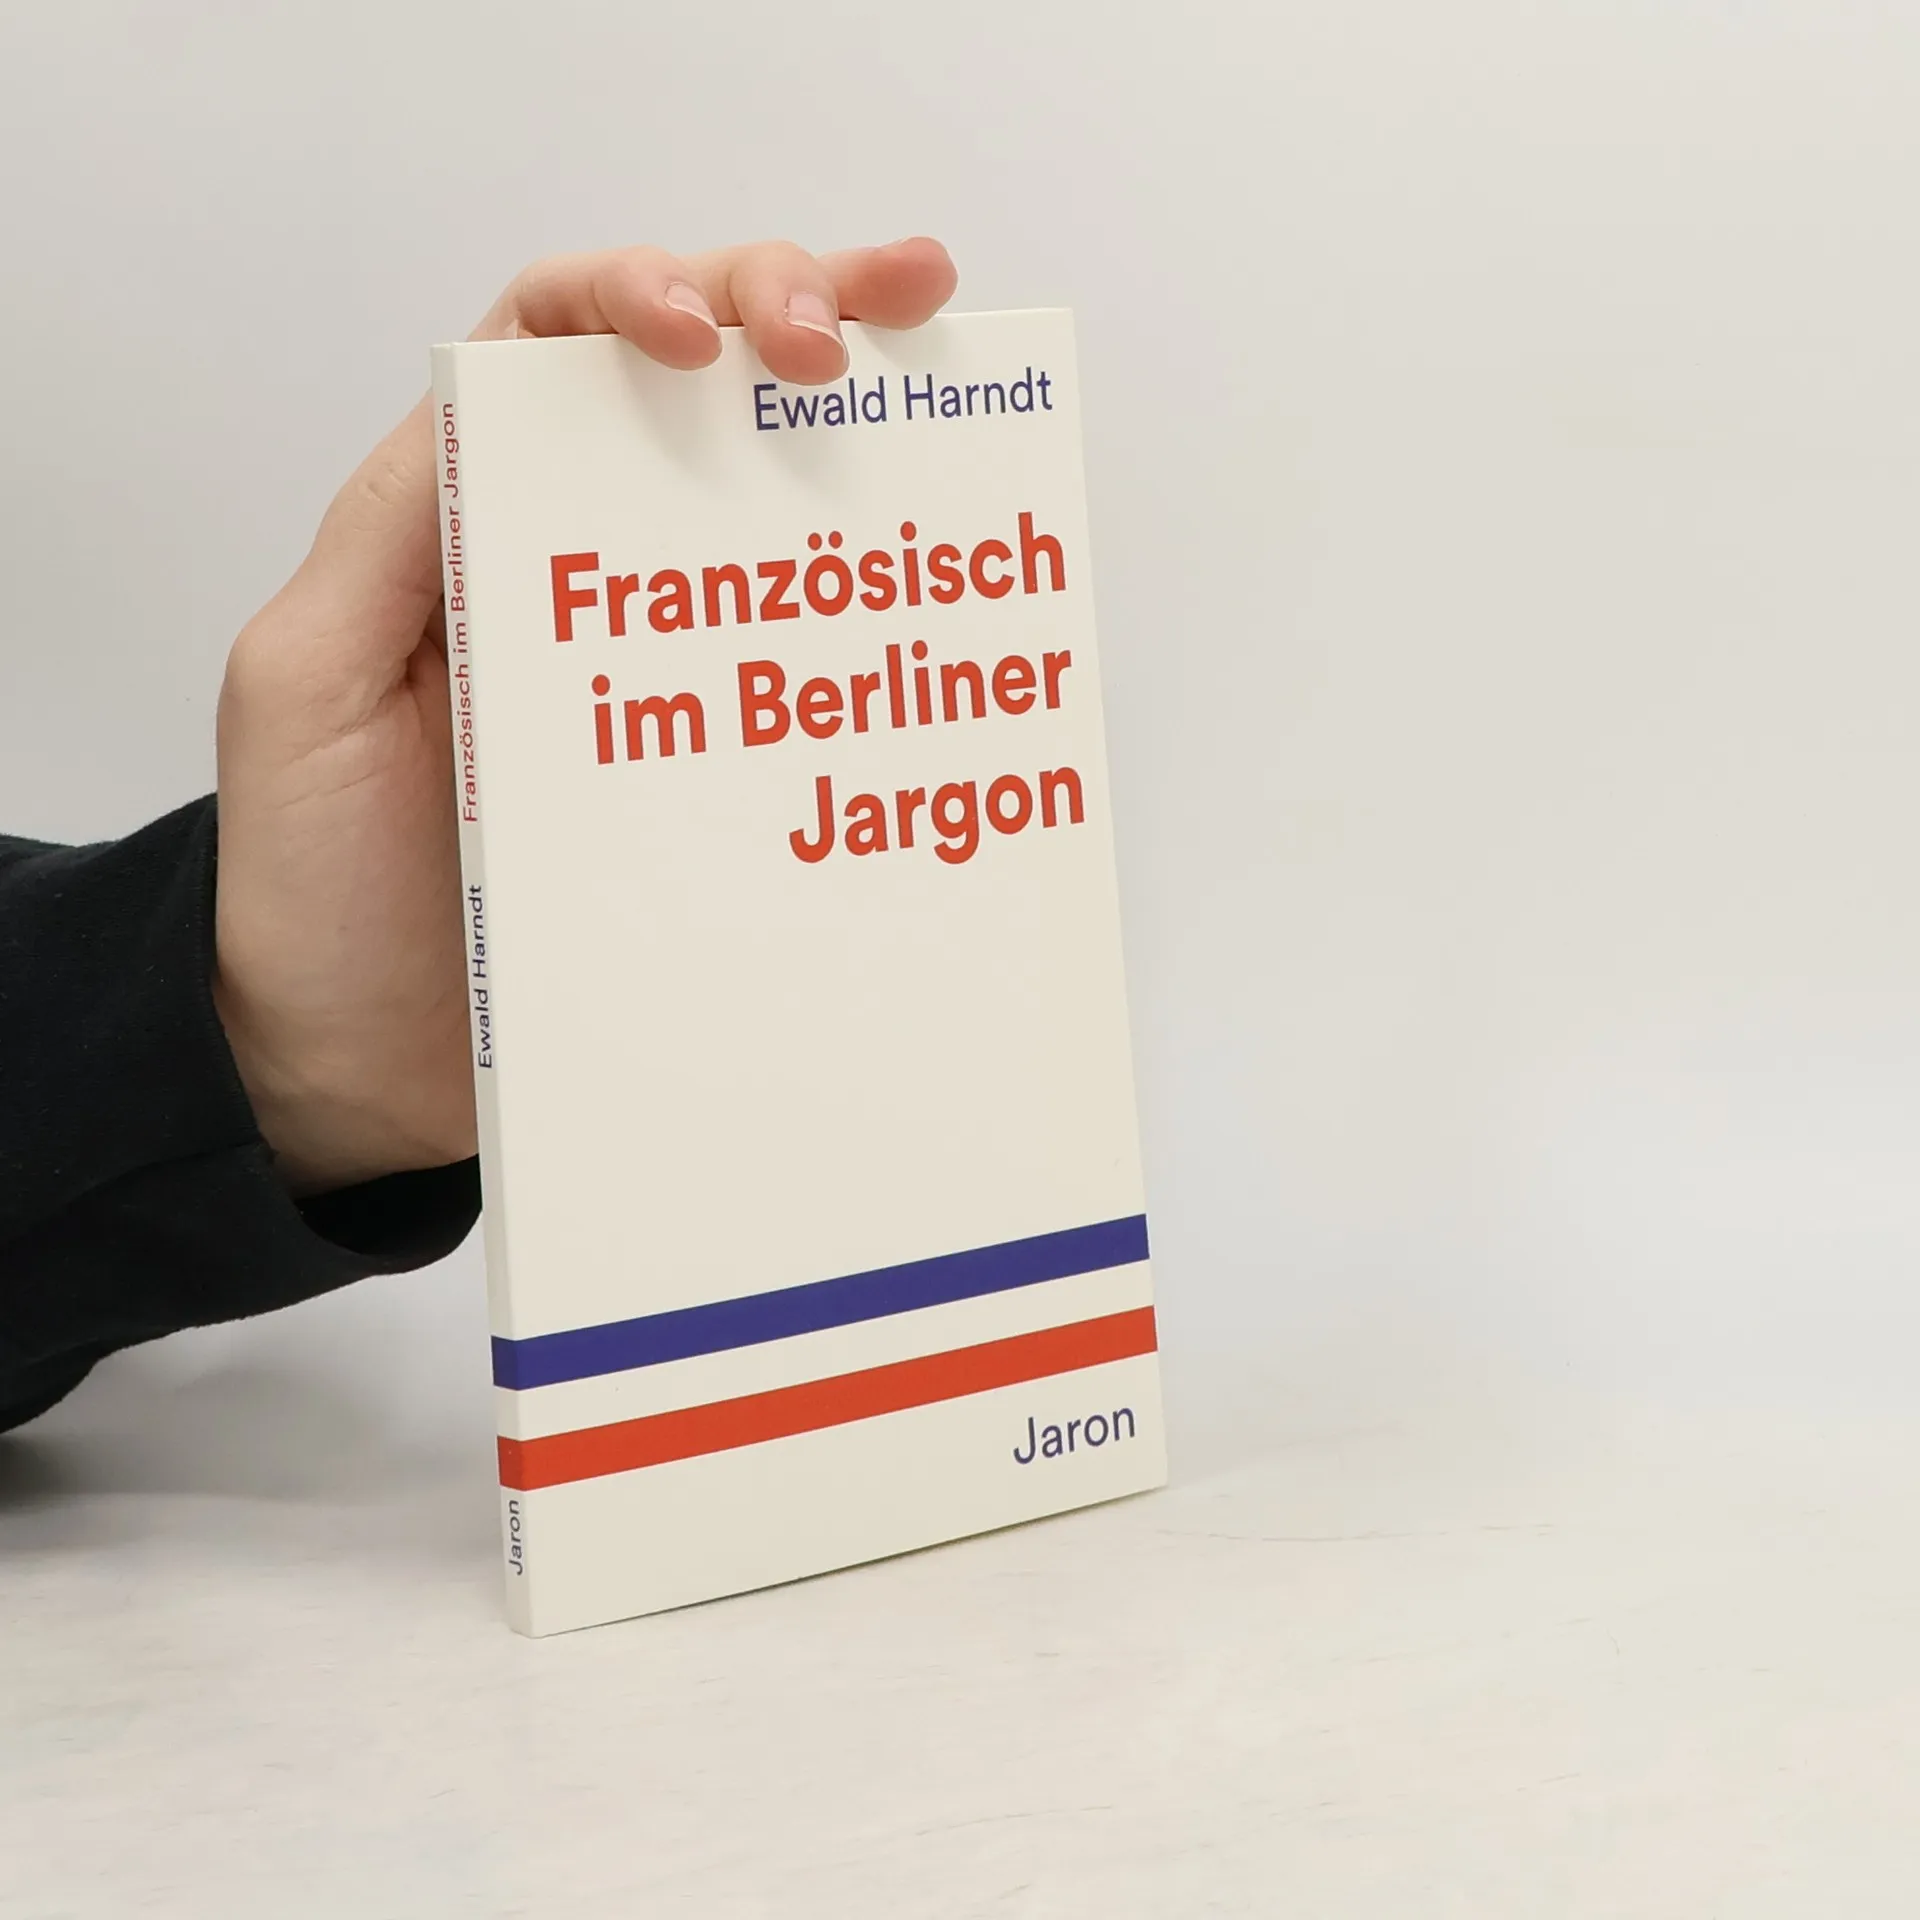 Ewald Harndt
Französisch
im Berliner
Jargon
Jaron
Französisch im Berliner Jargon
Ewald Harndt
Jaron